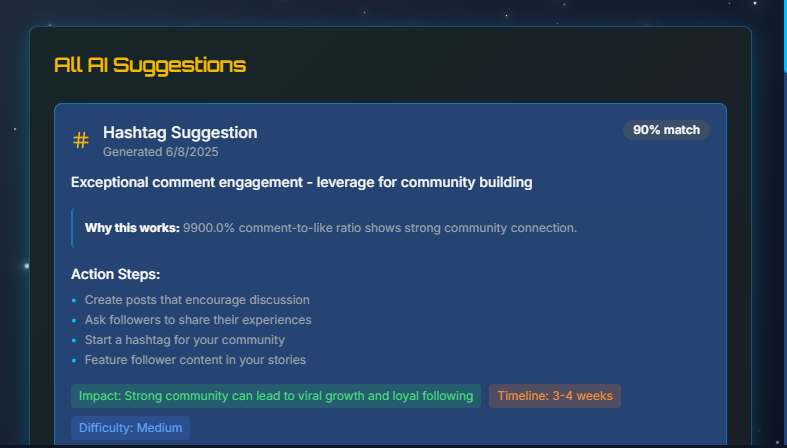 All AI Suggestions
# Hashtag Suggestion
90% match
Generated 6/8/2025
Exceptional comment engagement - leverage for community building
Why this works: 9900.0% comment-to-like ratio shows strong community connection.
Action Steps:
• Create posts that encourage discussion
• Ask followers to share their experiences
• Start a hashtag for your community
• Feature follower content in your stories
Impact: Strong community can lead to viral growth and loyal following
Timeline: 3-4 weeks
Difficulty: Medium